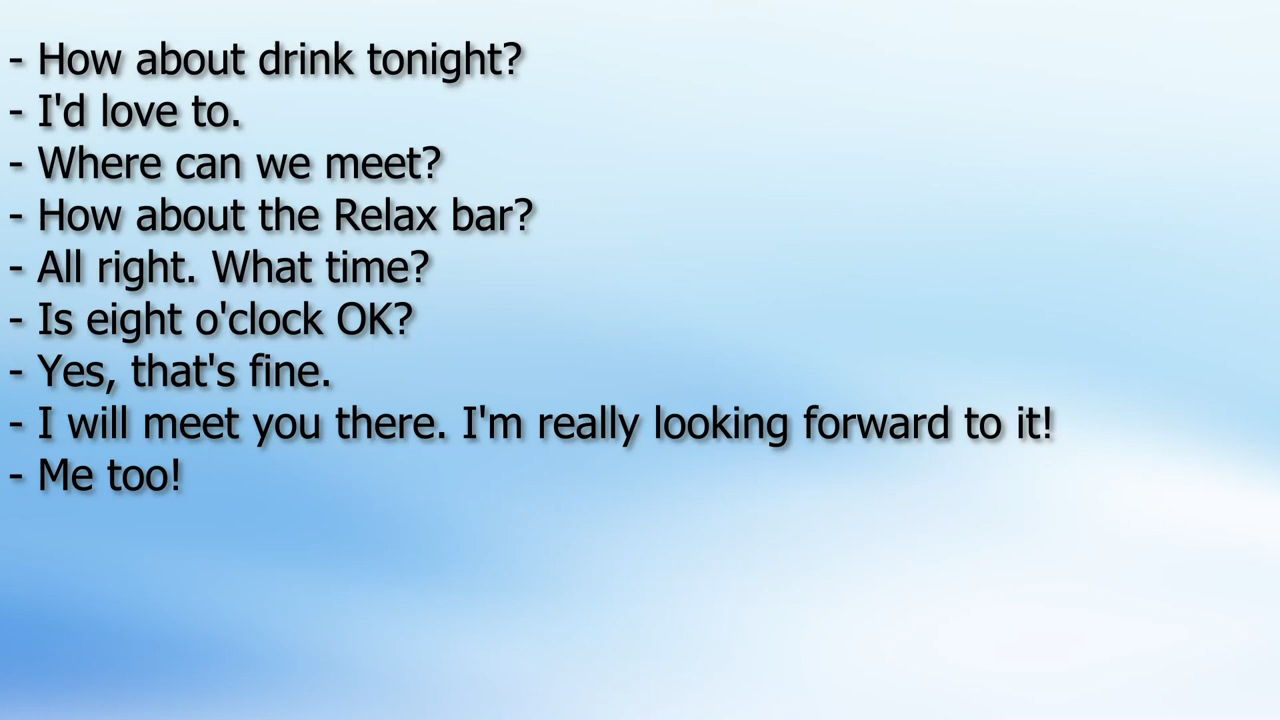 - How about drink tonight?
- I'd love to.
- Where can we meet?
- How about the Relax bar?
- All right. What time?
- Is eight o'clock OK?
- Yes, that's fine.
- I will meet you there. I'm really looking forward to it!
- Me too!